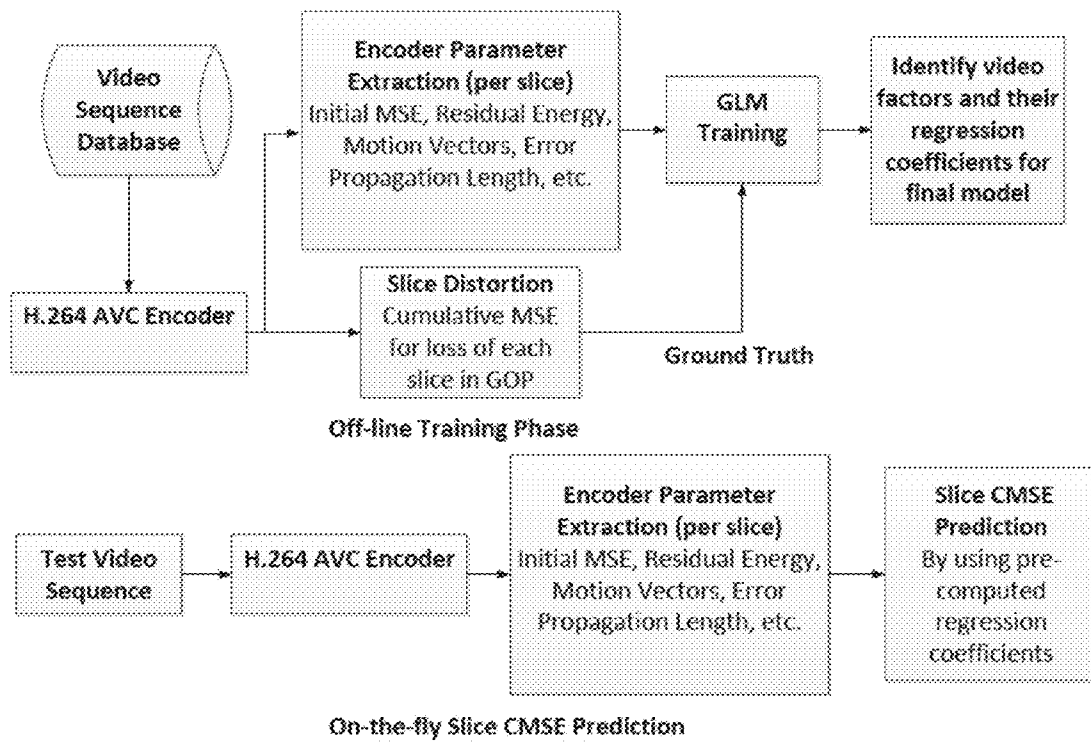 Video
Sequence
Database
Encoder Parameter
Extraction (per slice)
Initial MSE, Residual Energy,
Motion Vectors, Error
Propagation Length, etc.
GLM
Training
Identify video
factors and their
regression
coefficients for
final model
H.264 AVC Encoder
Slice Distortion
Cumulative MSE
for loss of each
slice in GOP
Ground Truth
Off-line Training Phase
Test Video
Sequence
H.264 AVC Encoder
Encoder Parameter
Extraction (per slice)
Initial MSE, Residual Energy,
Motion Vectors, Error
Propagation Length, etc.
Slice CMSE
Prediction
By using pre-
computed
regression
coefficients
On-the-fly Slice CMSE Prediction